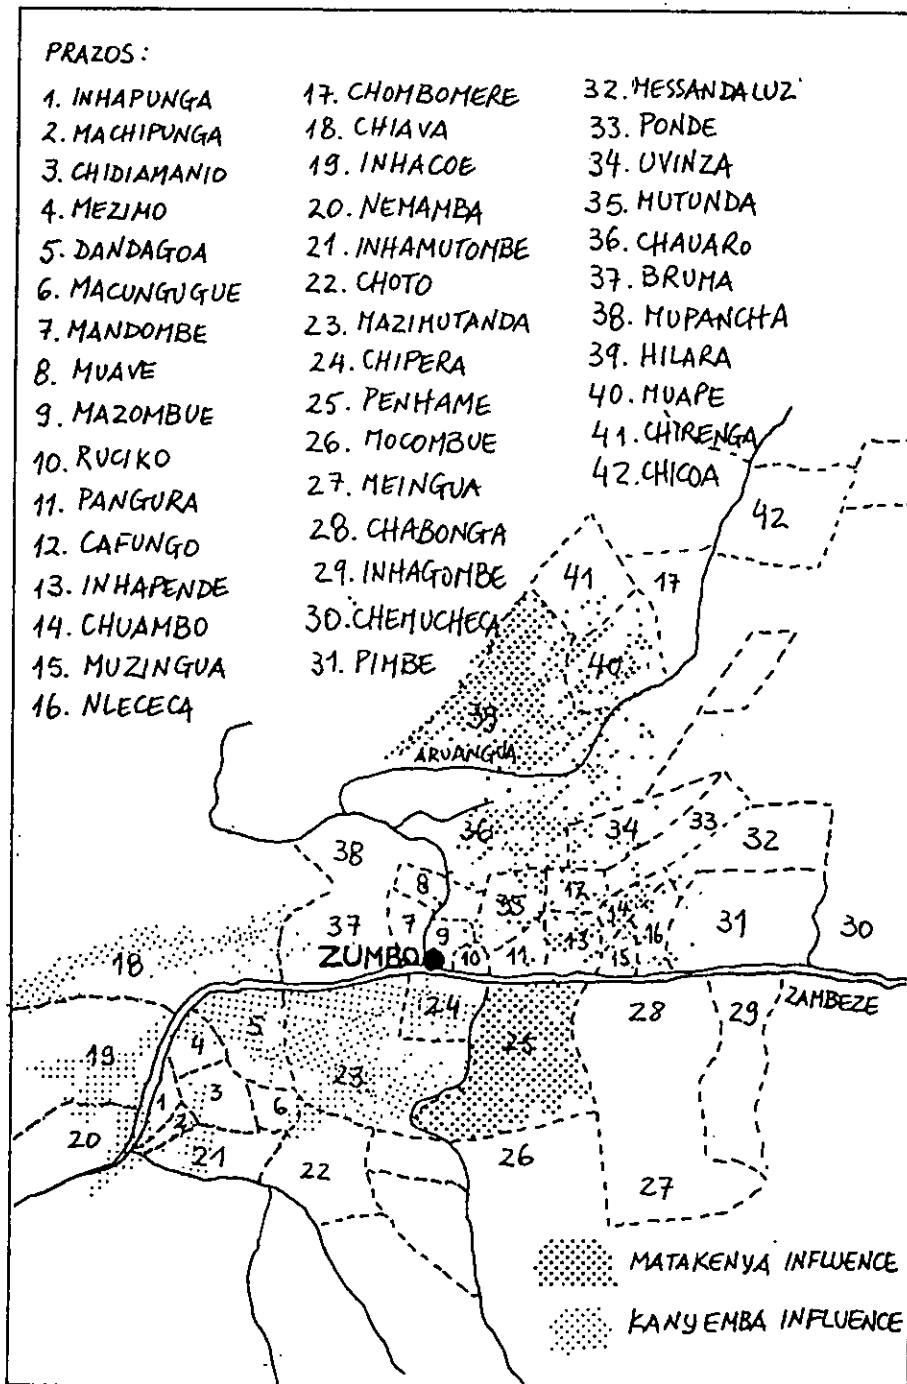 PRAZOS:
1. INHAPUNGA
2. MACHIPUNGA
3. CHIDIAMANIO
4. MEZIMO
5. DANDAGOA
6. MACUNGUGUE
7. MANDOMBE
8. MUAVE
9. MAZOMBUE
10. RUCIKO
11. PANGURA
12. CAFUNGO
13. INHAPENDE
14. CHUAMBO
15. MUZINGUA
16. NLECECA
17. CHOMBOMERE
18. CHIAVA
19. INHACOE
20. NEMAMBA
21. INHAMUTOMBE
22. CHOTO
23. MAZIMUTANDA
24. CHIPERA
25. PENHAME
26. MOCOMBUE
27. MEINGUA
28. CHABONGA
29. INHAGOMBE
30. CHEMUCHECA
31. PIMBE
32. MESSANDALUZ
33. PONDE
34. UVINZA
35. MUTUNDA
36. CHAUARO
37. BRUMA
38. MUPANCHA
39. HILARA
40. MUAPE
41. CHIRENGA
42. CHICOA
42
41
17
40
39
ARUANGUA
36
34
33
32
38
8
12
35
14
37
7
9
13
16
31
30
ZUMBO
10
11
15
18
24
28
29
ZAMBEZE
5
4
25
19
3
23
1
6
2
20
21
22
26
27
MATAKENYA INFLUENCE
KANYEMBA INFLUENCE